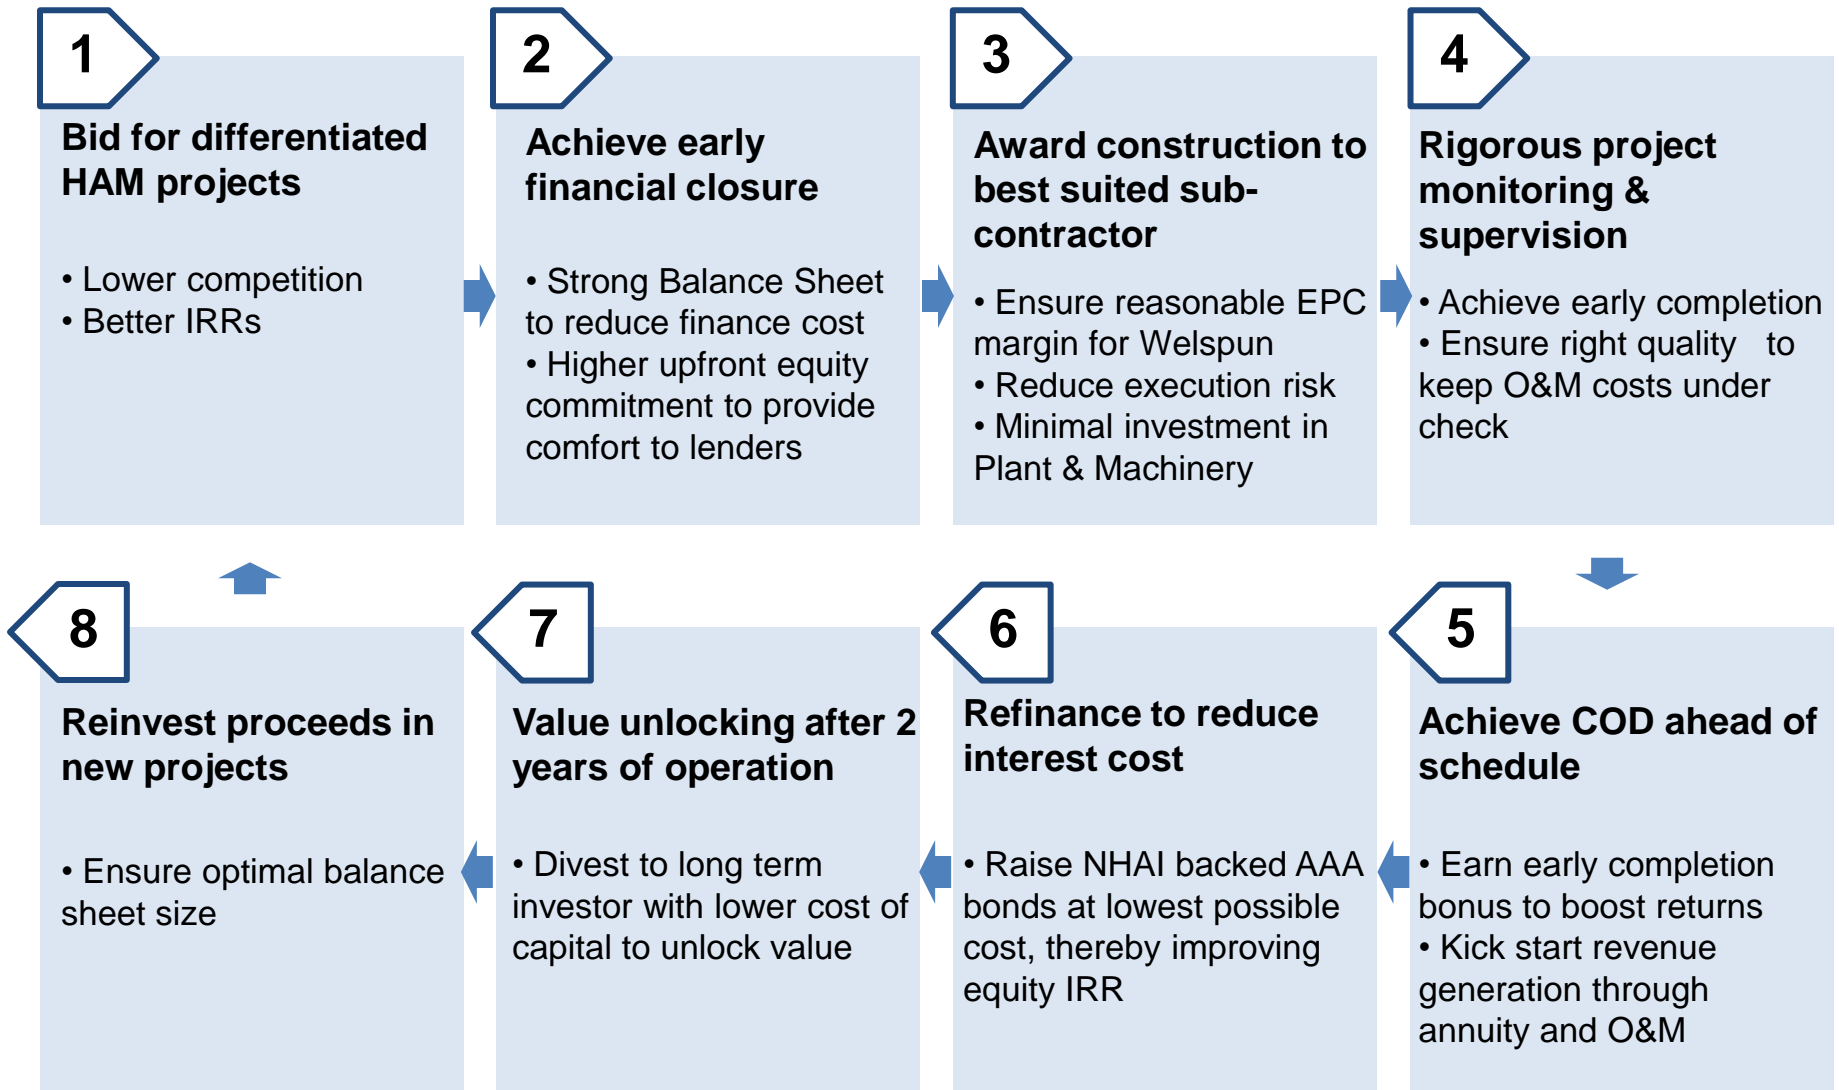 1
Bid for differentiated
HAM projects
• Lower competition
• Better IRRs
2
Achieve early
financial closure
• Strong Balance Sheet
to reduce finance cost
• Higher upfront equity
commitment to provide
comfort to lenders
3
Award construction to
best suited sub-
contractor
• Ensure reasonable EPC
margin for Welspun
• Reduce execution risk
• Minimal investment in
Plant & Machinery
4
Rigorous project
monitoring &
supervision
• Achieve early completion
• Ensure right quality to
keep O&M costs under
check
5
Achieve COD ahead of
schedule
• Earn early completion
bonus to boost returns
• Kick start revenue
generation through
annuity and O&M
6
Refinance to reduce
interest cost
• Raise NHAI backed AAA
bonds at lowest possible
cost, thereby improving
equity IRR
7
Value unlocking after 2
years of operation
• Divest to long term
investor with lower cost of
capital to unlock value
8
Reinvest proceeds in
new projects
• Ensure optimal balance
sheet size